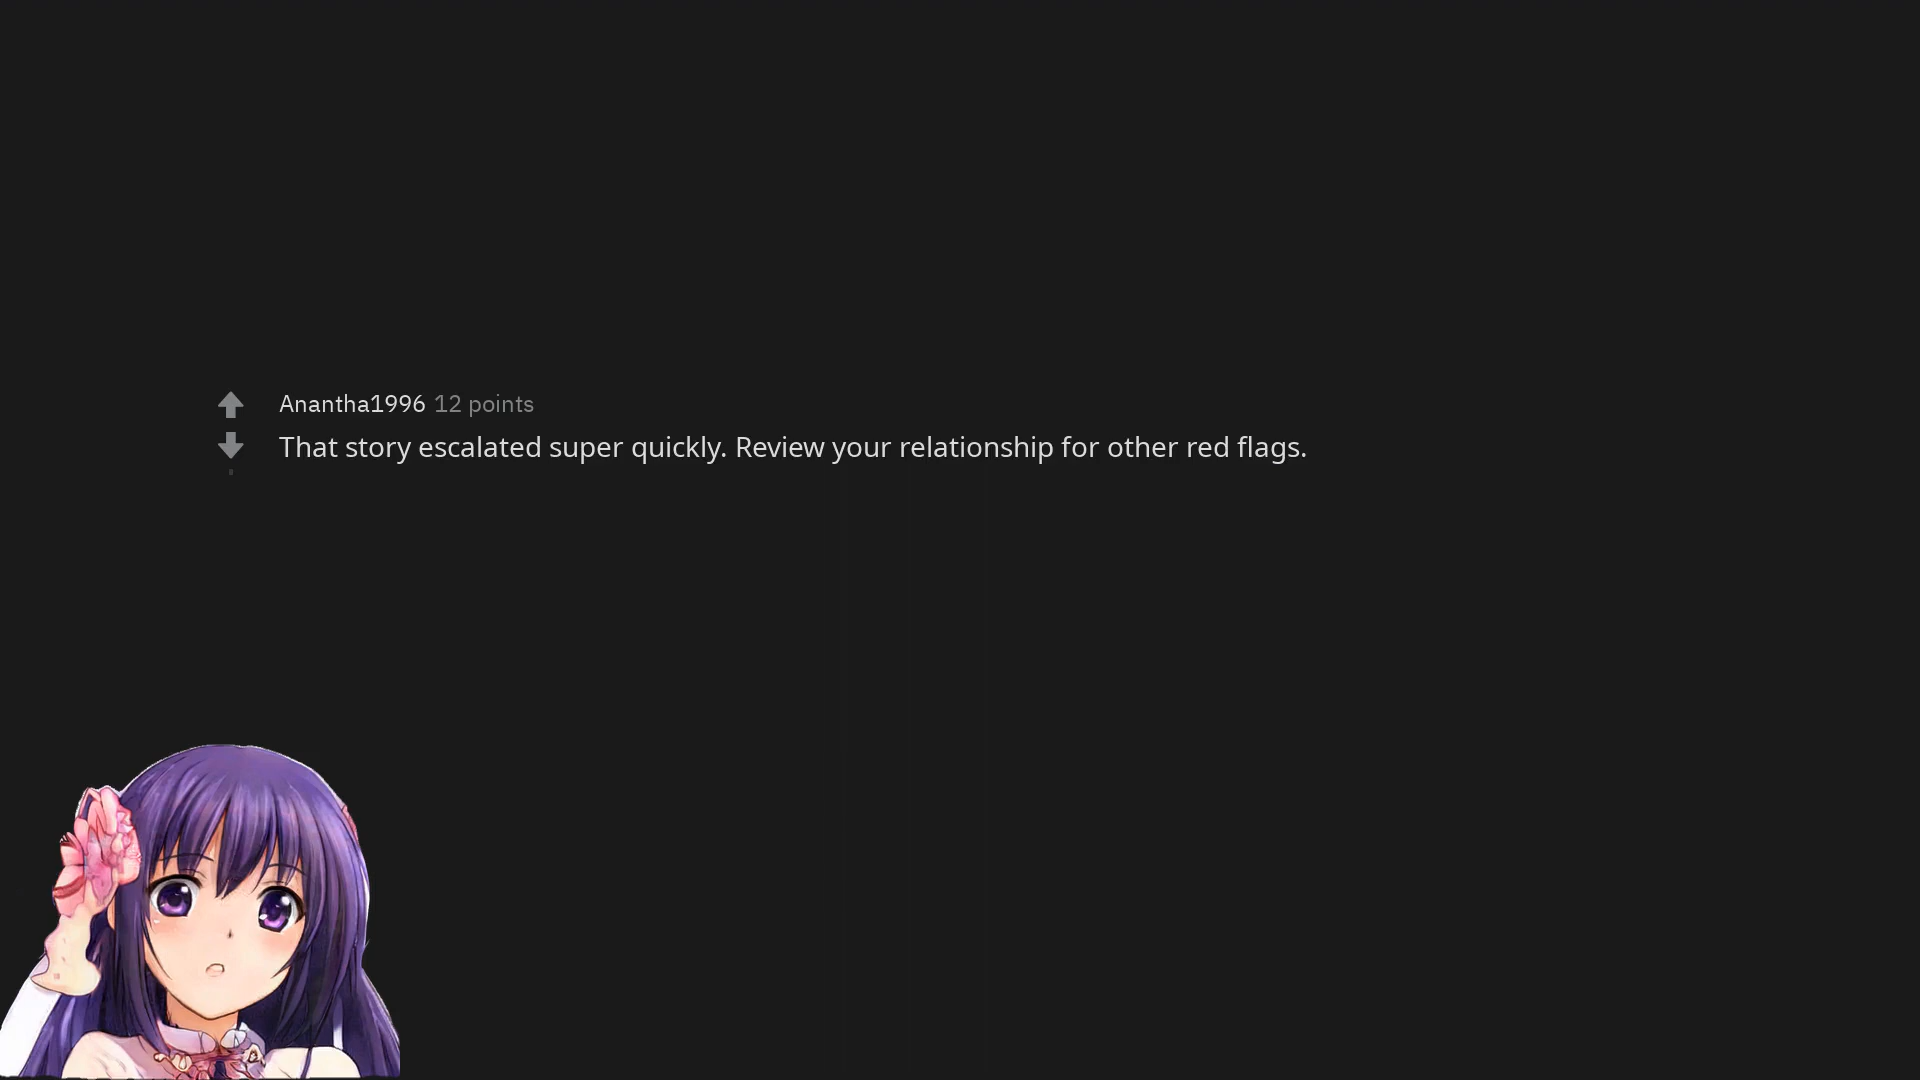 Anantha1996 12 points
That story escalated super quickly. Review your relationship for other red flags.